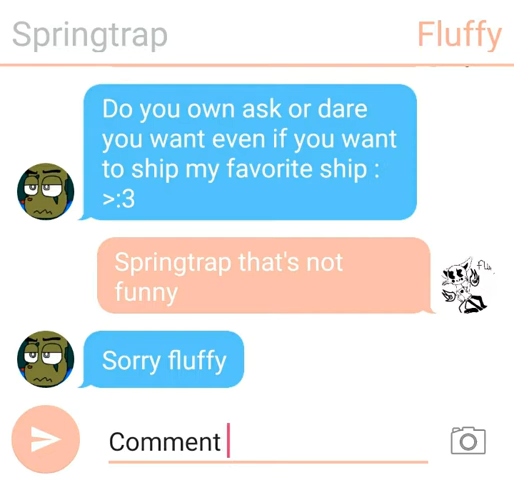 Springtrap Fluffy
Do you own ask or dare
you want even if you want
to ship my favorite ship :
>:3
Springtrap that's not
funny
Sorry fluffy
Comment